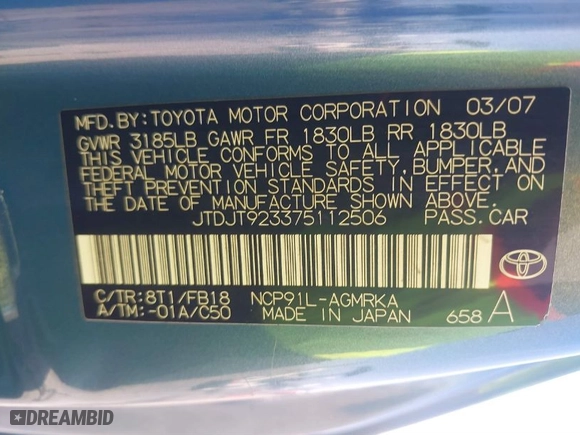 MFD. BY: TOYOTA MOTOR CORPORATION 03/07
GVWR 3185LB GAWR FR 1830LB RR 1830LB
THIS VEHICLE CONFORMS TO ALL APPLICABLE
FEDERAL MOTOR VEHICLE SAFETY, BUMPER, AND
THEFT PREVENTION STANDARDS IN EFFECT ON
THE DATE OF MANUFACTURE SHOWN ABOVE.
JTDJT923375112506 PASS. CAR
C/TR: 8T1/FB18 NCP91L-AGMRKA
A/TM: -01A/C50 MADE IN JAPAN 658 A
DREAMBID